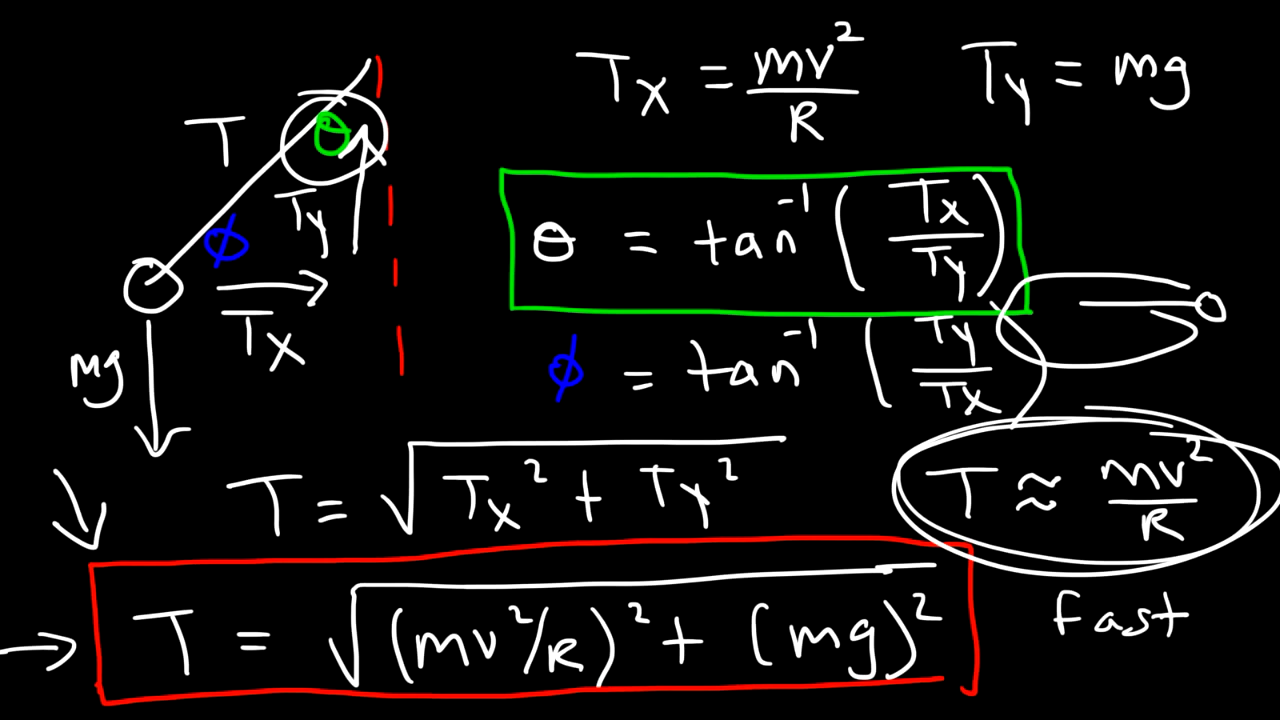 T
θ
Ty
ϕ
Tx
mg
Tx = mv²/R
Ty = mg
θ = tan⁻¹ (Tx/Ty)
ϕ = tan⁻¹ (Ty/Tx)
T = √(Tx² + Ty²)
T ≈ mv²/R
fast
T = √((mv²/R)² + (mg)²)